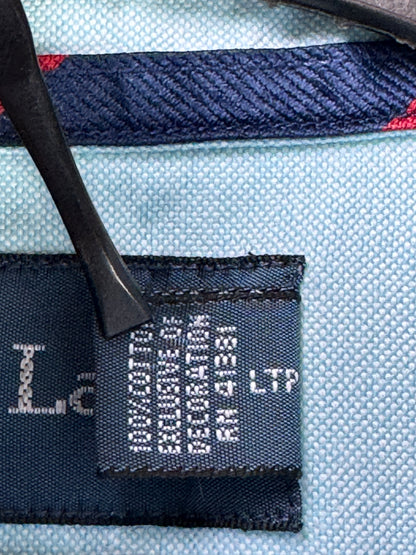 100% COTTON
EXCLUSIVE OF
DECORATION
RN 41381
LTP